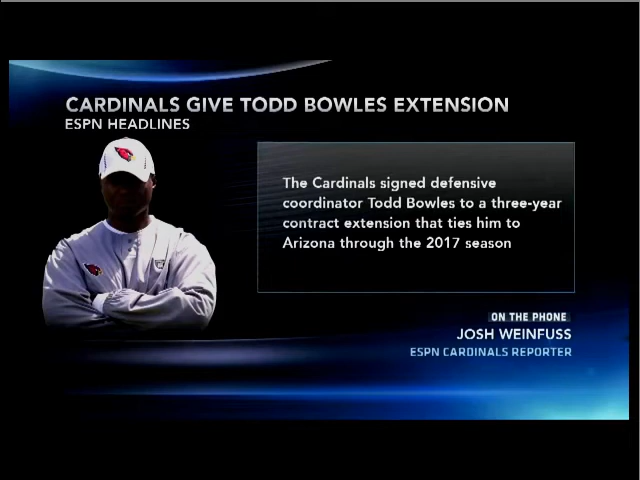 CARDINALS GIVE TODD BOWLES EXTENSION
ESPN HEADLINES
The Cardinals signed defensive
coordinator Todd Bowles to a three-year
contract extension that ties him to
Arizona through the 2017 season
ON THE PHONE
JOSH WEINFUSS
ESPN CARDINALS REPORTER